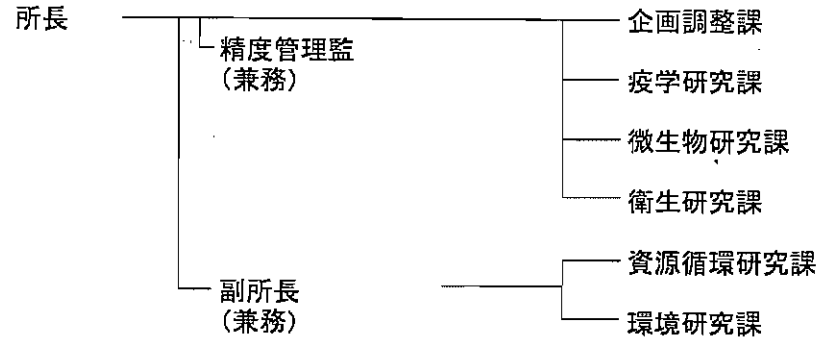 所長
精度管理監
(兼務)
企画調整課
疫学研究課
微生物研究課
衛生研究課
副所長
(兼務)
資源循環研究課
環境研究課